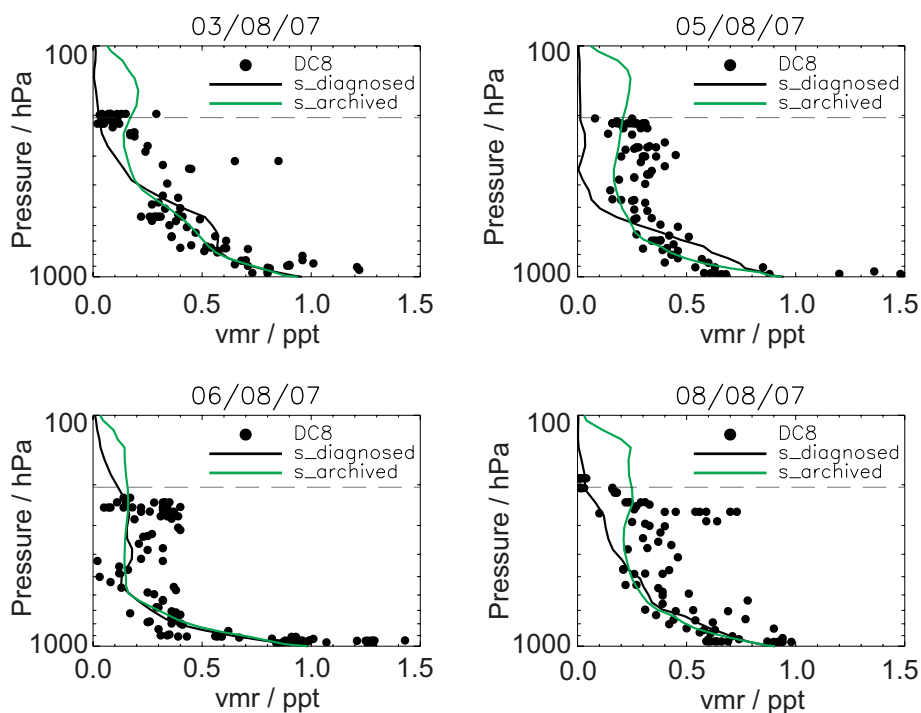 03/08/07
100
DC8
s_diagnosed
s_archived
Pressure / hPa
1000
0.0 0.5 1.0 1.5
vmr / ppt
05/08/07
100
DC8
s_diagnosed
s_archived
Pressure / hPa
1000
0.0 0.5 1.0 1.5
vmr / ppt
06/08/07
100
DC8
s_diagnosed
s_archived
Pressure / hPa
1000
0.0 0.5 1.0 1.5
vmr / ppt
08/08/07
100
DC8
s_diagnosed
s_archived
Pressure / hPa
1000
0.0 0.5 1.0 1.5
vmr / ppt